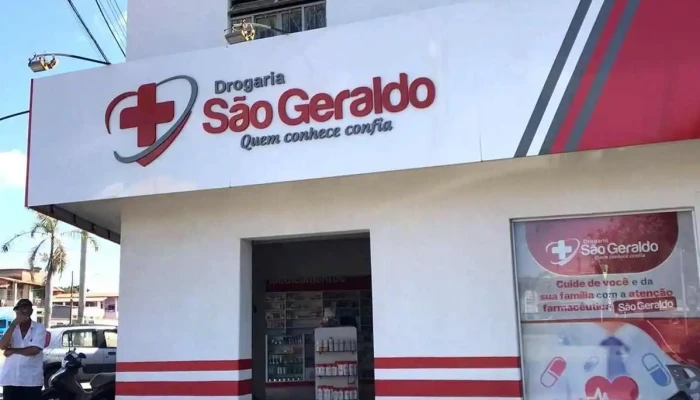 Drogaria
São Geraldo
Quem conhece confia
MEDICAMENTOS
Drogaria
São Geraldo
Quem conhece confia
Cuide de você e da
sua família com a atenção
farmacêutica São Geraldo